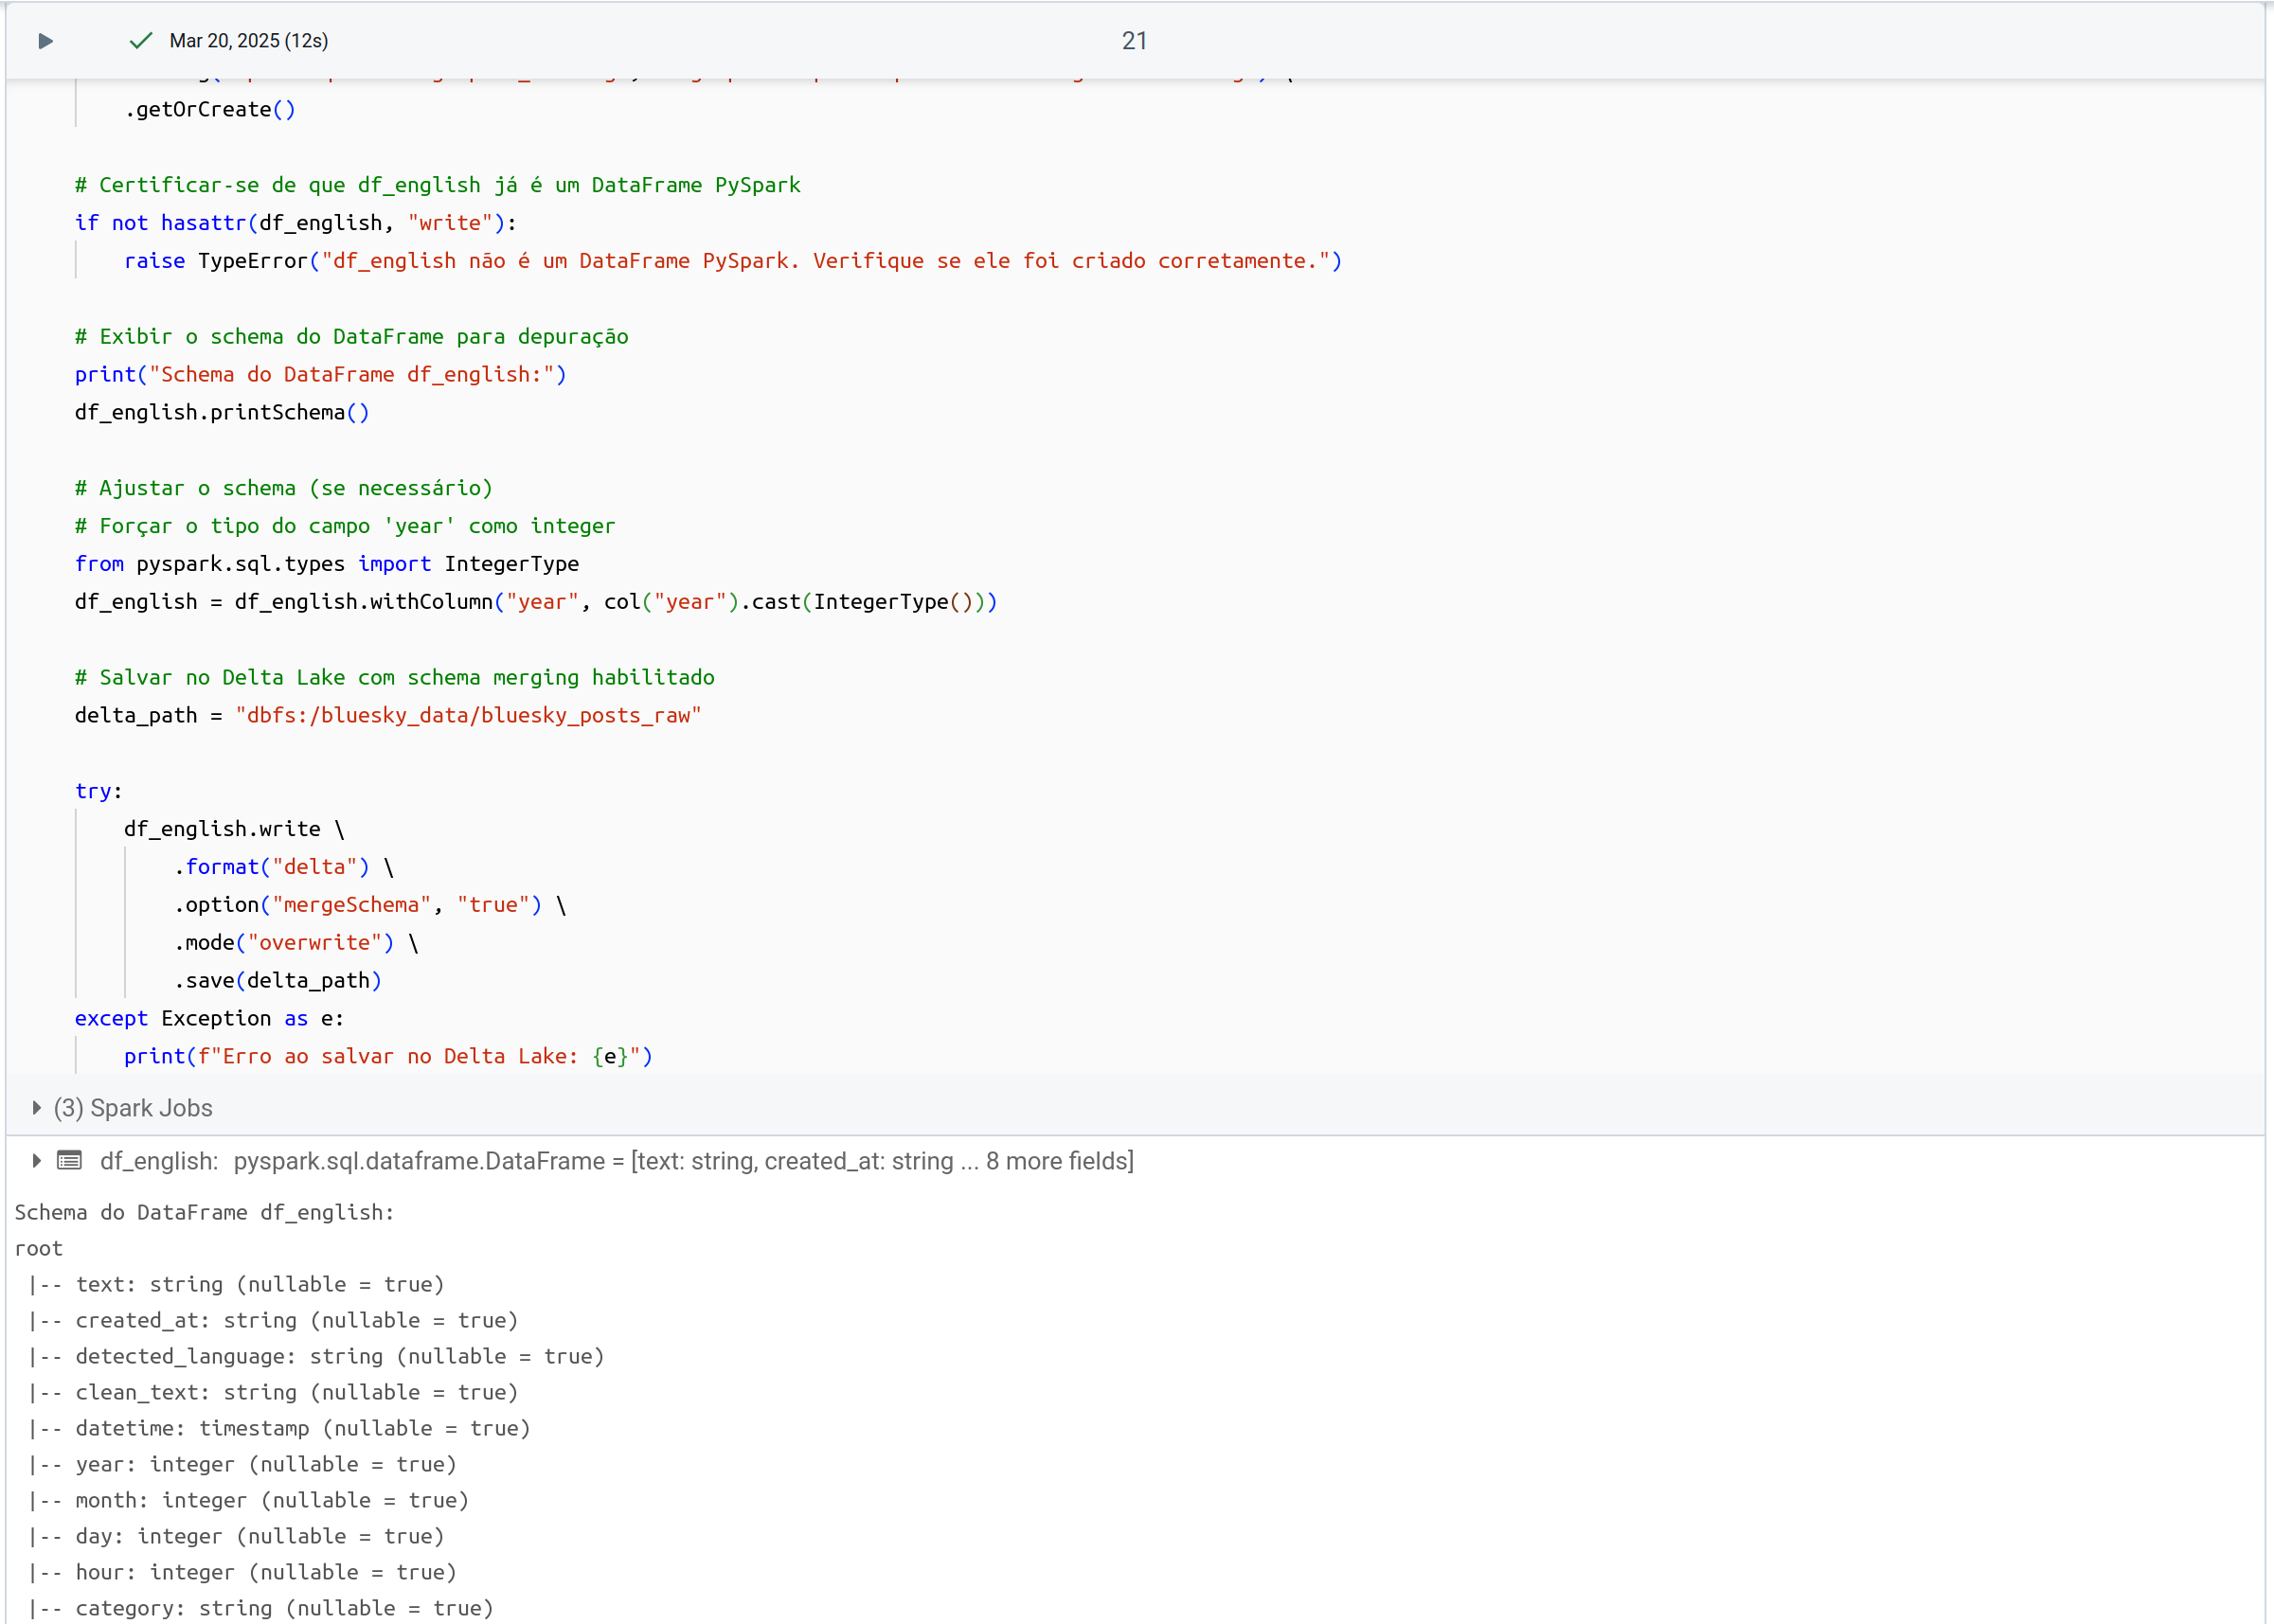 Mar 20, 2025 (12s)
21
.getOrCreate()
# Certificar-se de que df_english já é um DataFrame PySpark
if not hasattr(df_english, "write"):
raise TypeError("df_english não é um DataFrame PySpark. Verifique se ele foi criado corretamente.")
# Exibir o schema do DataFrame para depuração
print("Schema do DataFrame df_english:")
df_english.printSchema()
# Ajustar o schema (se necessário)
# Forçar o tipo do campo 'year' como integer
from pyspark.sql.types import IntegerType
df_english = df_english.withColumn("year", col("year").cast(IntegerType()))
# Salvar no Delta Lake com schema merging habilitado
delta_path = "dbfs:/bluesky_data/bluesky_posts_raw"
try:
df_english.write \
.format("delta") \
.option("mergeSchema", "true") \
.mode("overwrite") \
.save(delta_path)
except Exception as e:
print(f"Erro ao salvar no Delta Lake: {e}")
(3) Spark Jobs
df_english: pyspark.sql.dataframe.DataFrame = [text: string, created_at: string ... 8 more fields]
Schema do DataFrame df_english:
root
|-- text: string (nullable = true)
|-- created_at: string (nullable = true)
|-- detected_language: string (nullable = true)
|-- clean_text: string (nullable = true)
|-- datetime: timestamp (nullable = true)
|-- year: integer (nullable = true)
|-- month: integer (nullable = true)
|-- day: integer (nullable = true)
|-- hour: integer (nullable = true)
|-- category: string (nullable = true)